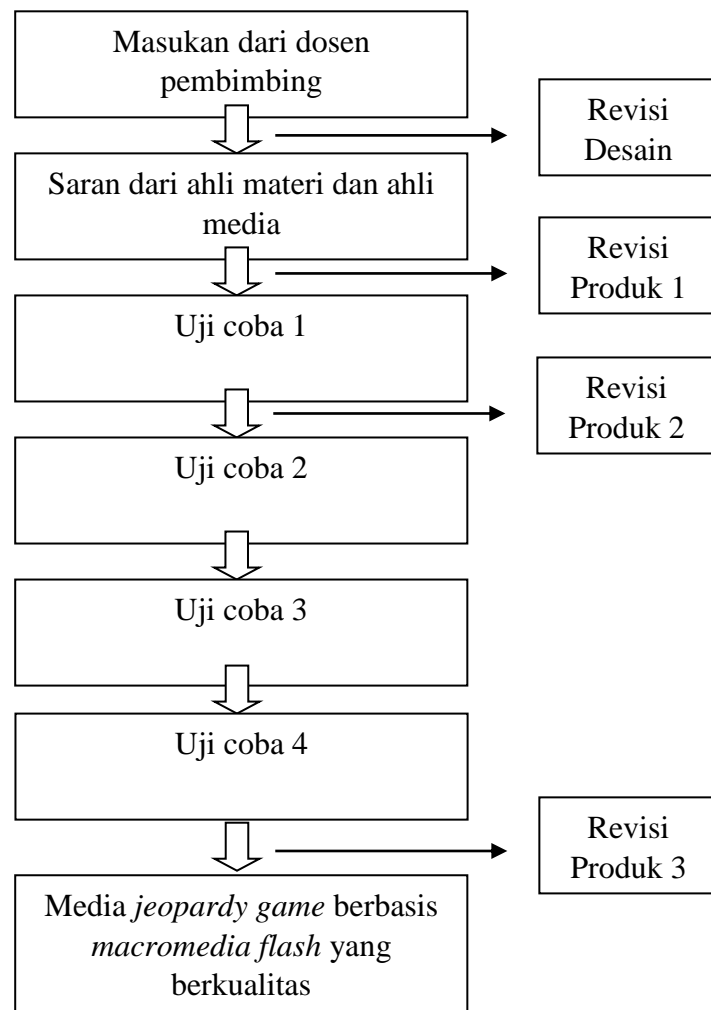 Masukan dari dosen
pembimbing
Revisi
Desain
Saran dari ahli materi dan ahli
media
Revisi
Produk 1
Uji coba 1
Revisi
Produk 2
Uji coba 2
Uji coba 3
Uji coba 4
Revisi
Produk 3
Media jeopardy game berbasis
macromedia flash yang
berkualitas